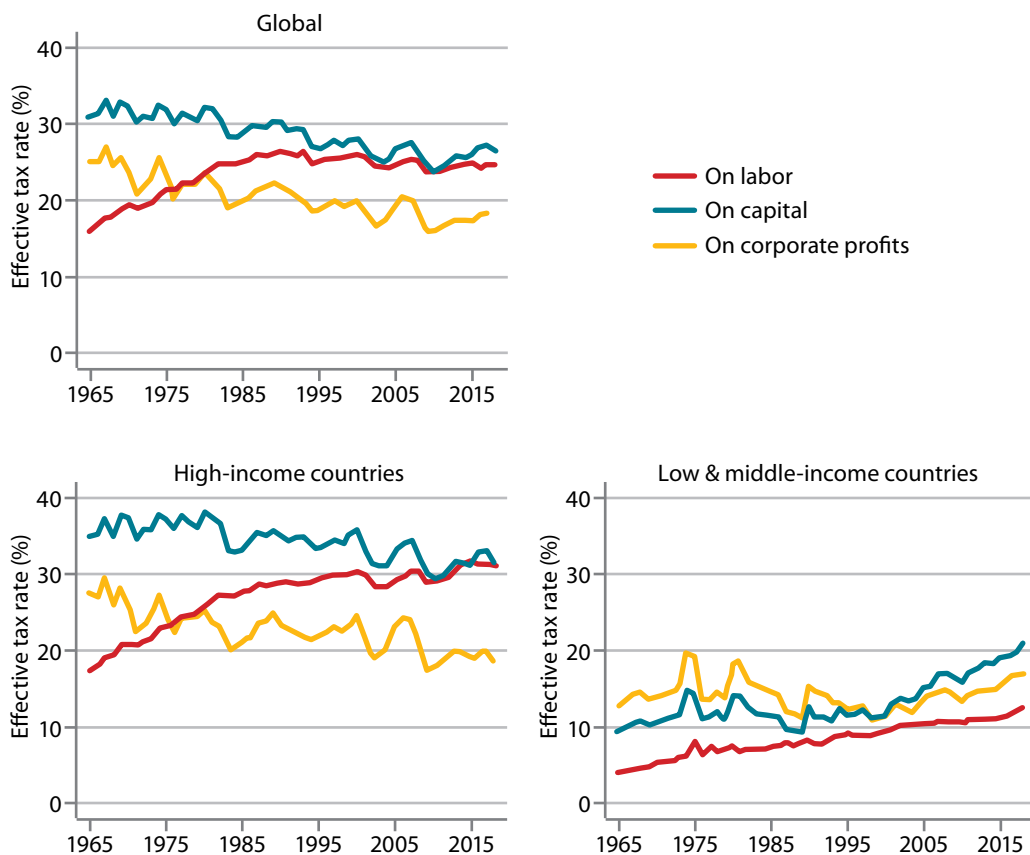 Global
Effective tax rate (%)
40
30
20
10
0
1965 1975 1985 1995 2005 2015
On labor
On capital
On corporate profits
High-income countries
Effective tax rate (%)
40
30
20
10
0
1965 1975 1985 1995 2005 2015
Low & middle-income countries
Effective tax rate (%)
40
30
20
10
0
1965 1975 1985 1995 2005 2015